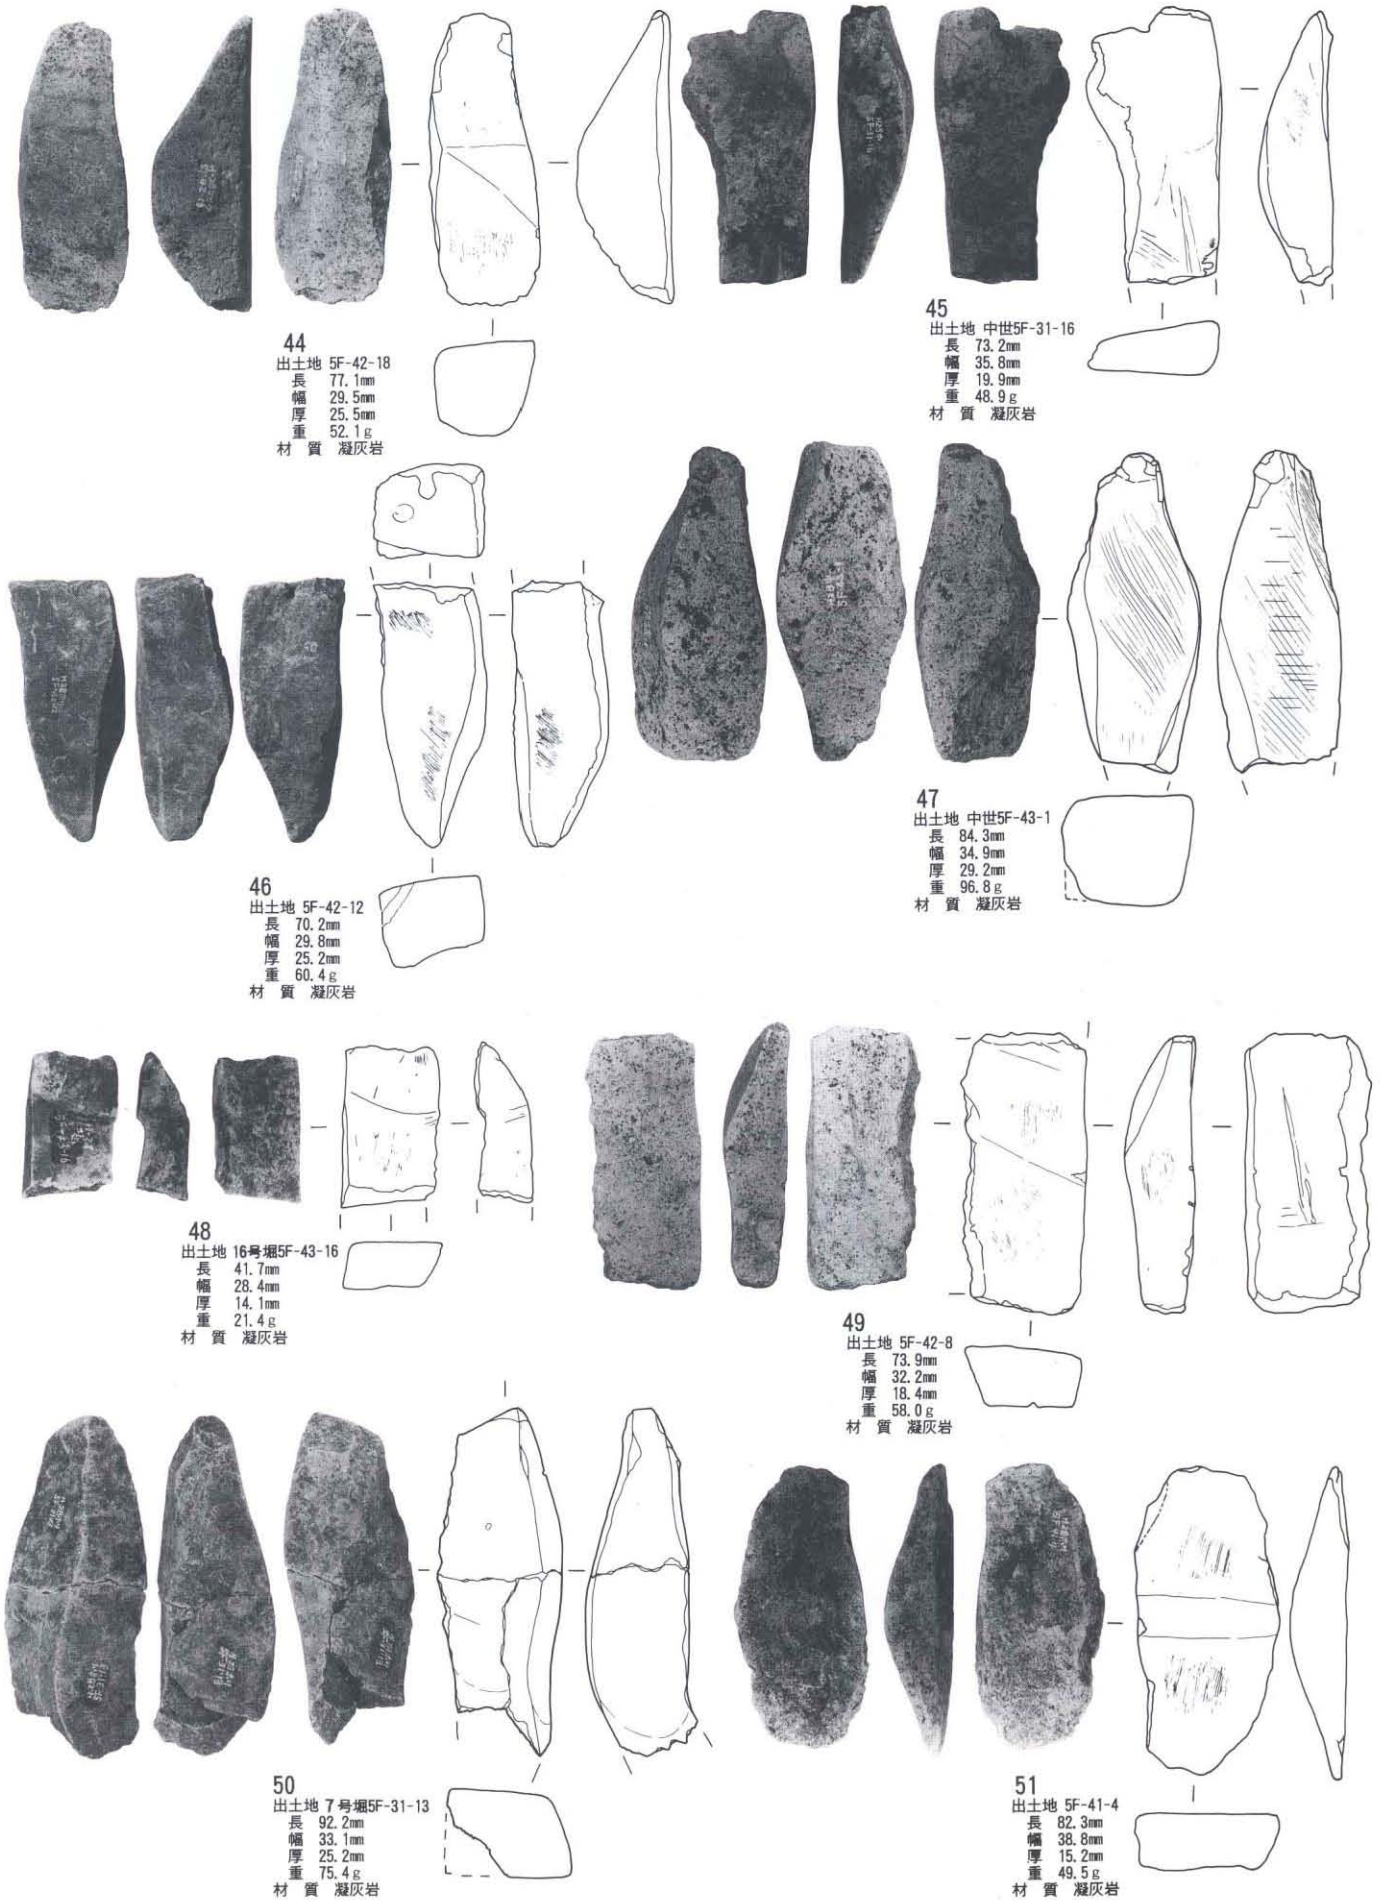 44
出土地 5F-42-18
長 77.1mm
幅 29.5mm
厚 25.5mm
重 52.1g
材 質 凝灰岩
45
出土地 中世5F-31-16
長 73.2mm
幅 35.8mm
厚 19.9mm
重 48.9g
材 質 凝灰岩
46
出土地 5F-42-12
長 70.2mm
幅 29.8mm
厚 25.2mm
重 60.4g
材 質 凝灰岩
47
出土地 中世5F-43-1
長 84.3mm
幅 34.9mm
厚 29.2mm
重 96.8g
材 質 凝灰岩
48
出土地 16号堀5F-43-16
長 41.7mm
幅 28.4mm
厚 14.1mm
重 21.4g
材 質 凝灰岩
49
出土地 5F-42-8
長 73.9mm
幅 32.2mm
厚 18.4mm
重 58.0g
材 質 凝灰岩
50
出土地 7号堀5F-31-13
長 92.2mm
幅 33.1mm
厚 25.2mm
重 75.4g
材 質 凝灰岩
51
出土地 5F-41-4
長 82.3mm
幅 38.8mm
厚 15.2mm
重 49.5g
材 質 凝灰岩